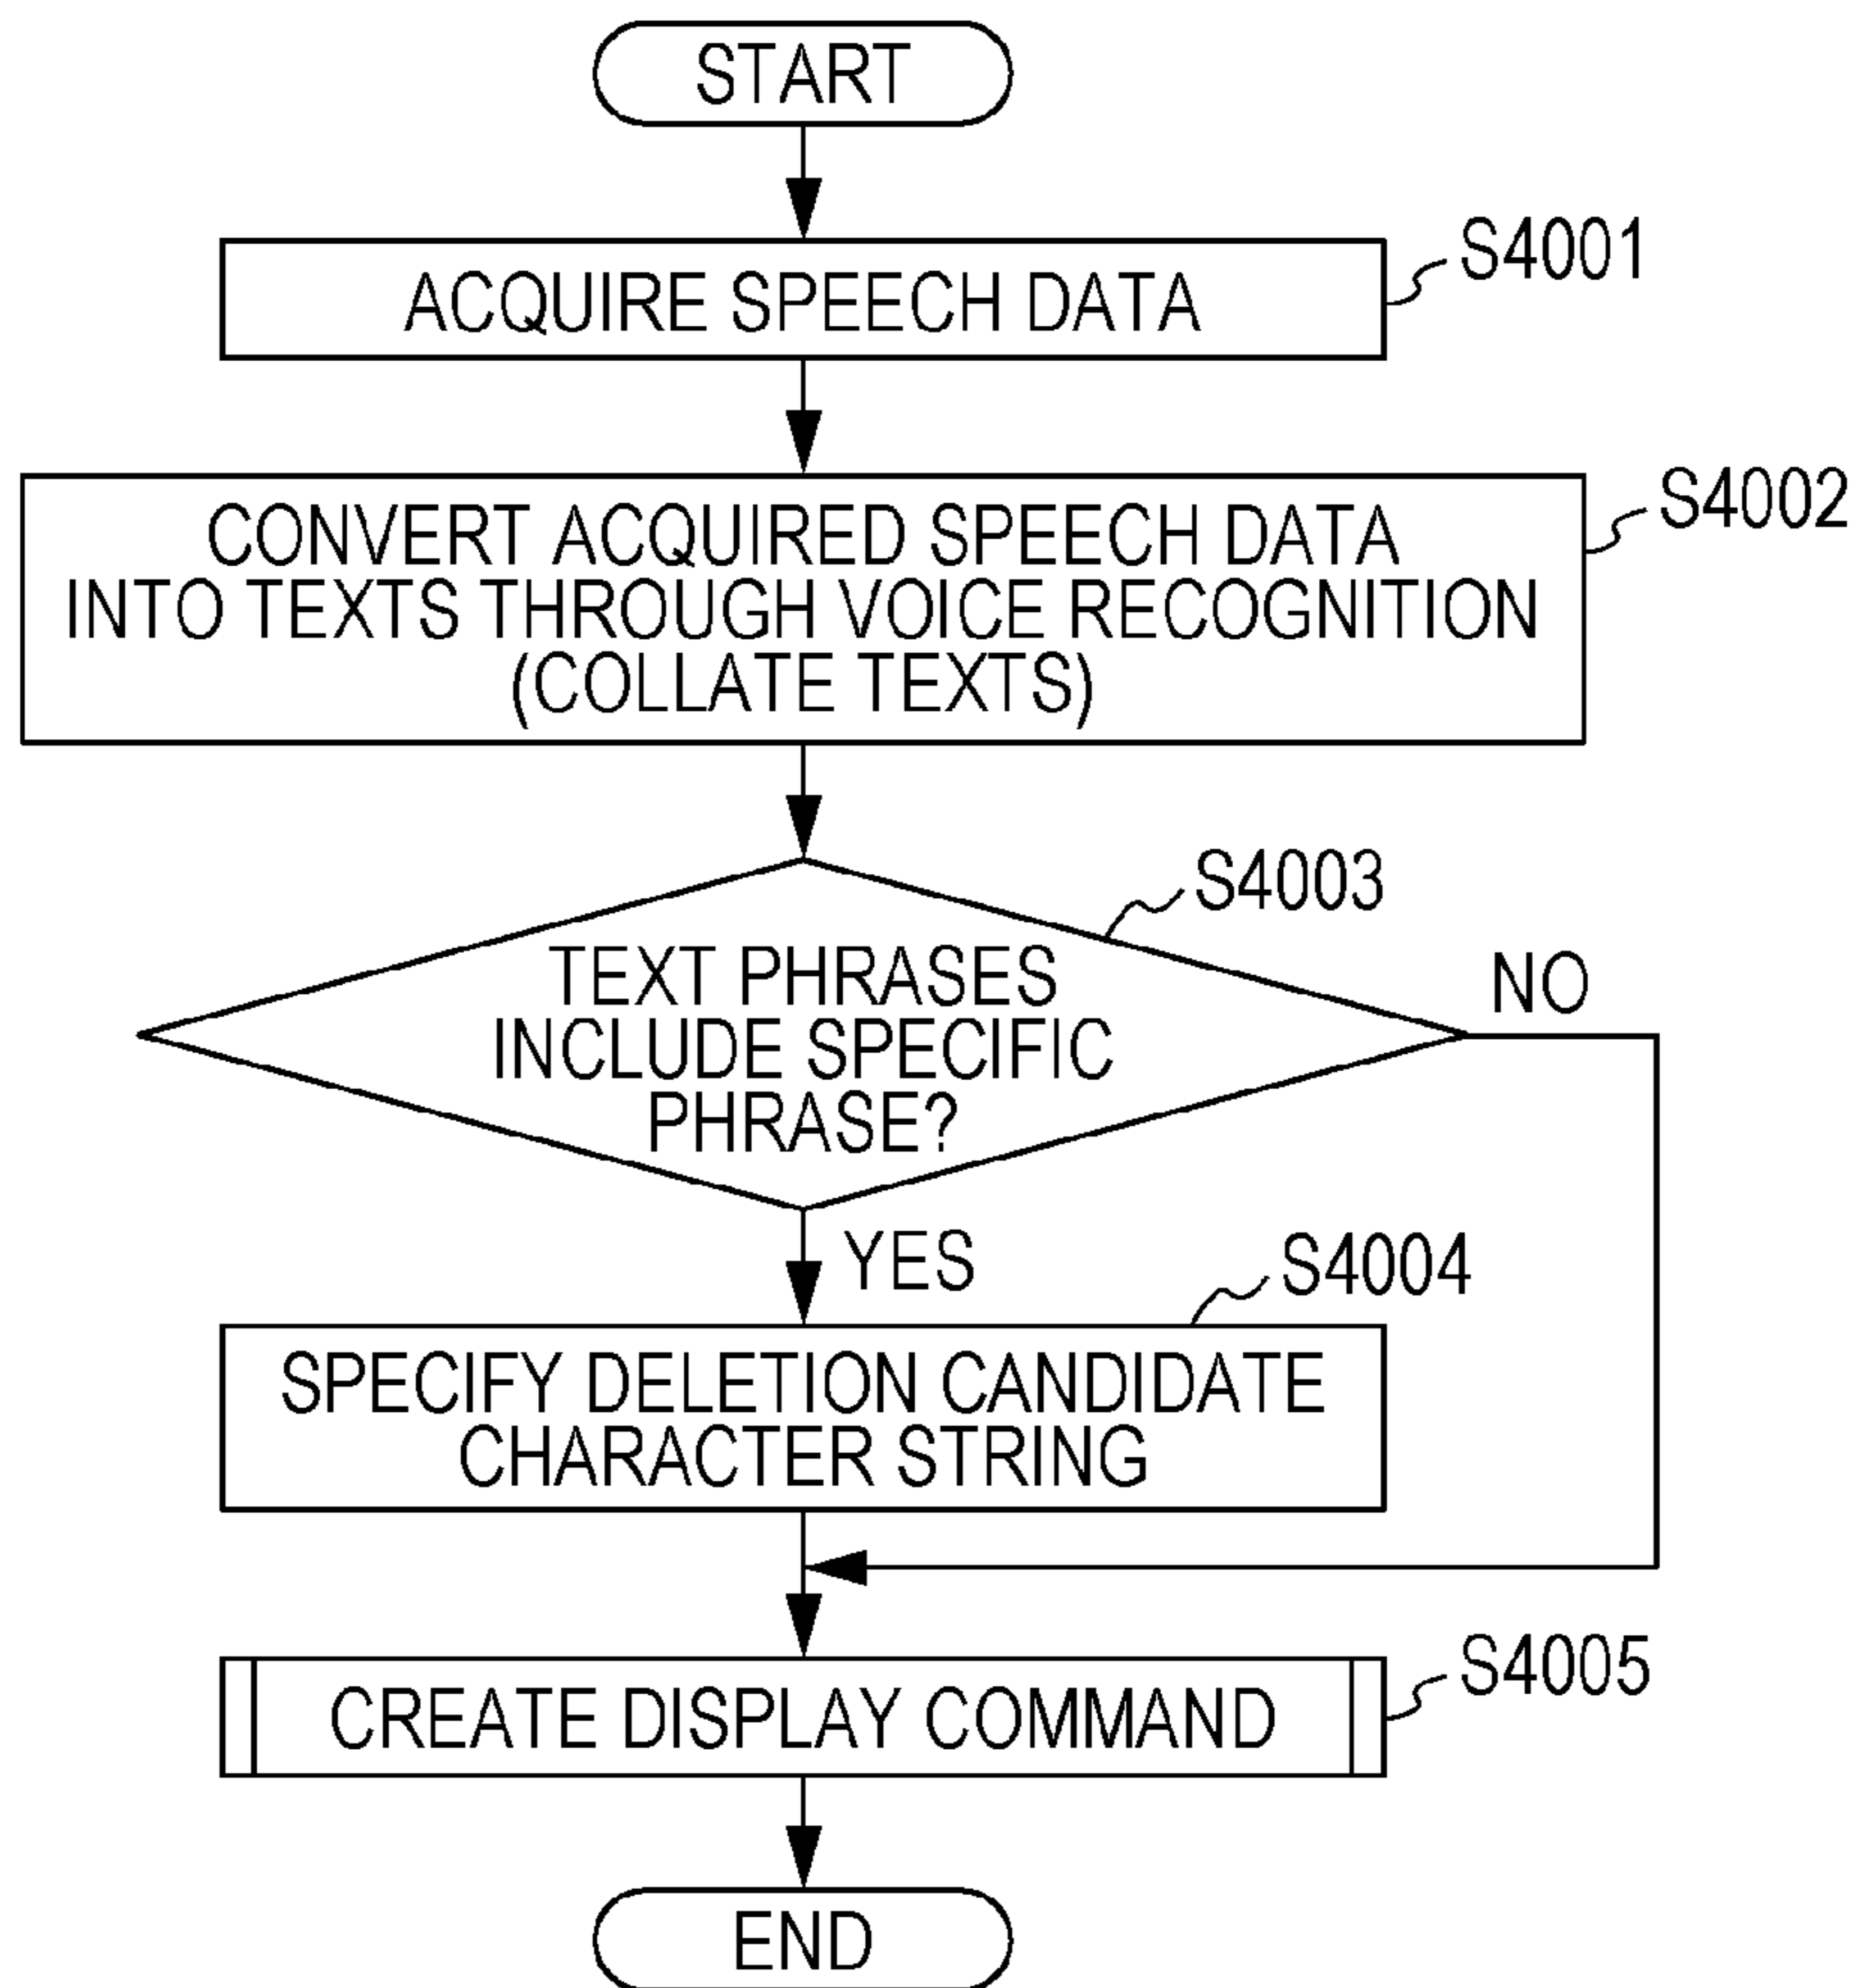 START
ACQUIRE SPEECH DATA
S4001
CONVERT ACQUIRED SPEECH DATA
INTO TEXTS THROUGH VOICE RECOGNITION
(COLLATE TEXTS)
S4002
TEXT PHRASES
INCLUDE SPECIFIC
PHRASE?
S4003
NO
YES
SPECIFY DELETION CANDIDATE
CHARACTER STRING
S4004
CREATE DISPLAY COMMAND
S4005
END